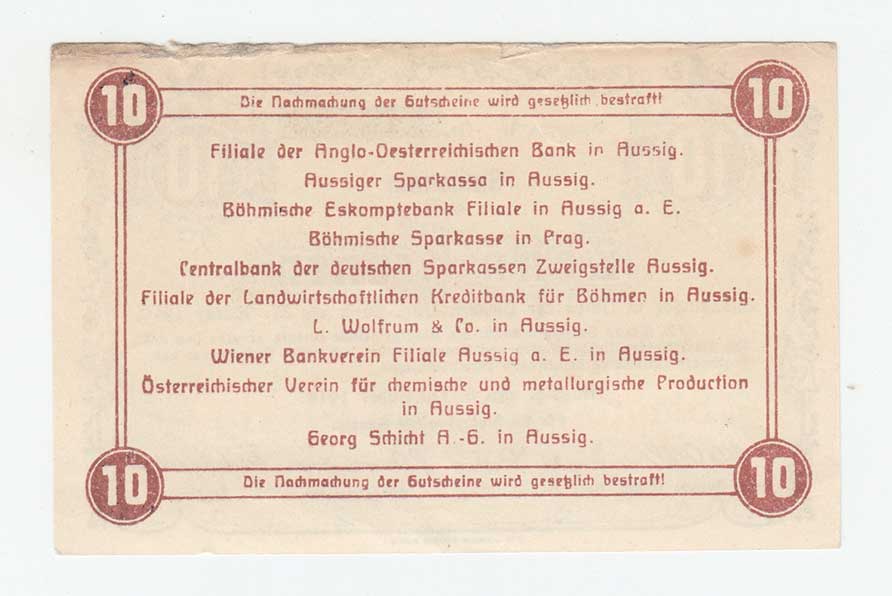 10 10
Die Nachmachung der Gutscheine wird gesetzlich bestraft!
Filiale der Anglo-Oesterreichischen Bank in Aussig.
Aussiger Sparkassa in Aussig.
Böhmische Eskomptebank Filiale in Aussig a. E.
Böhmische Sparkasse in Prag.
Centralbank der deutschen Sparkassen Zweigstelle Aussig.
Filiale der Landwirtschoftlichen Kreditbank für Böhmen in Aussig.
L. Wolfrum & Co. in Aussig.
Wiener Bankverein Filiale Aussig a. E. in Aussig.
Österreichischer Verein für chemische und metallurgische Production
in Aussig.
Georg Schicht A.-G. in Aussig.
10 10
Die Nachmachung der Gutscheine wird gesetzlich bestraft!